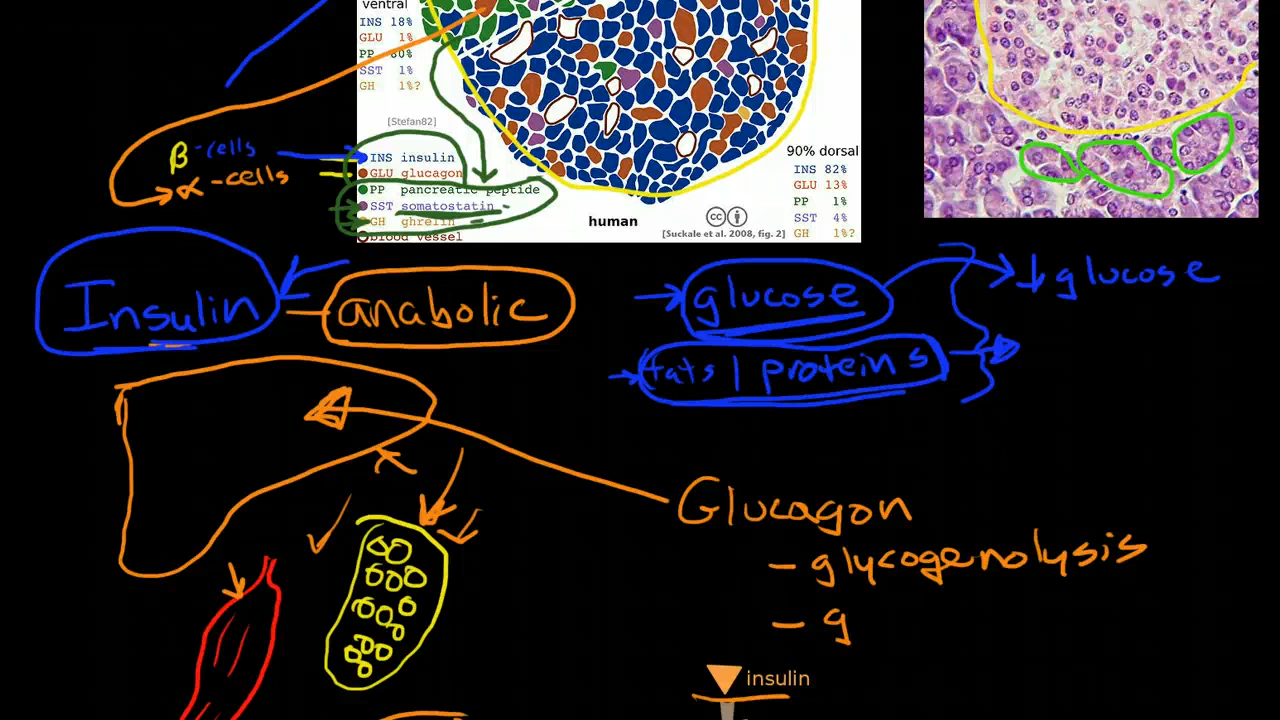 ventral
INS 18%
GLU 1%
PP 80%
SST 1%
GH 1%?
[Stefan82]
β-cells
α-cells
INS insulin
GLU glucagon
PP pancreatic peptide
SST somatostatin
GH ghrelin
blood vessel
human
[Suckale et al. 2008, fig. 2]
90% dorsal
INS 82%
GLU 13%
PP 1%
SST 4%
GH 1%?
Insulin
anabolic
glucose
↓ glucose
fats | proteins
Glucagon
- glycogenolysis
- g
insulin